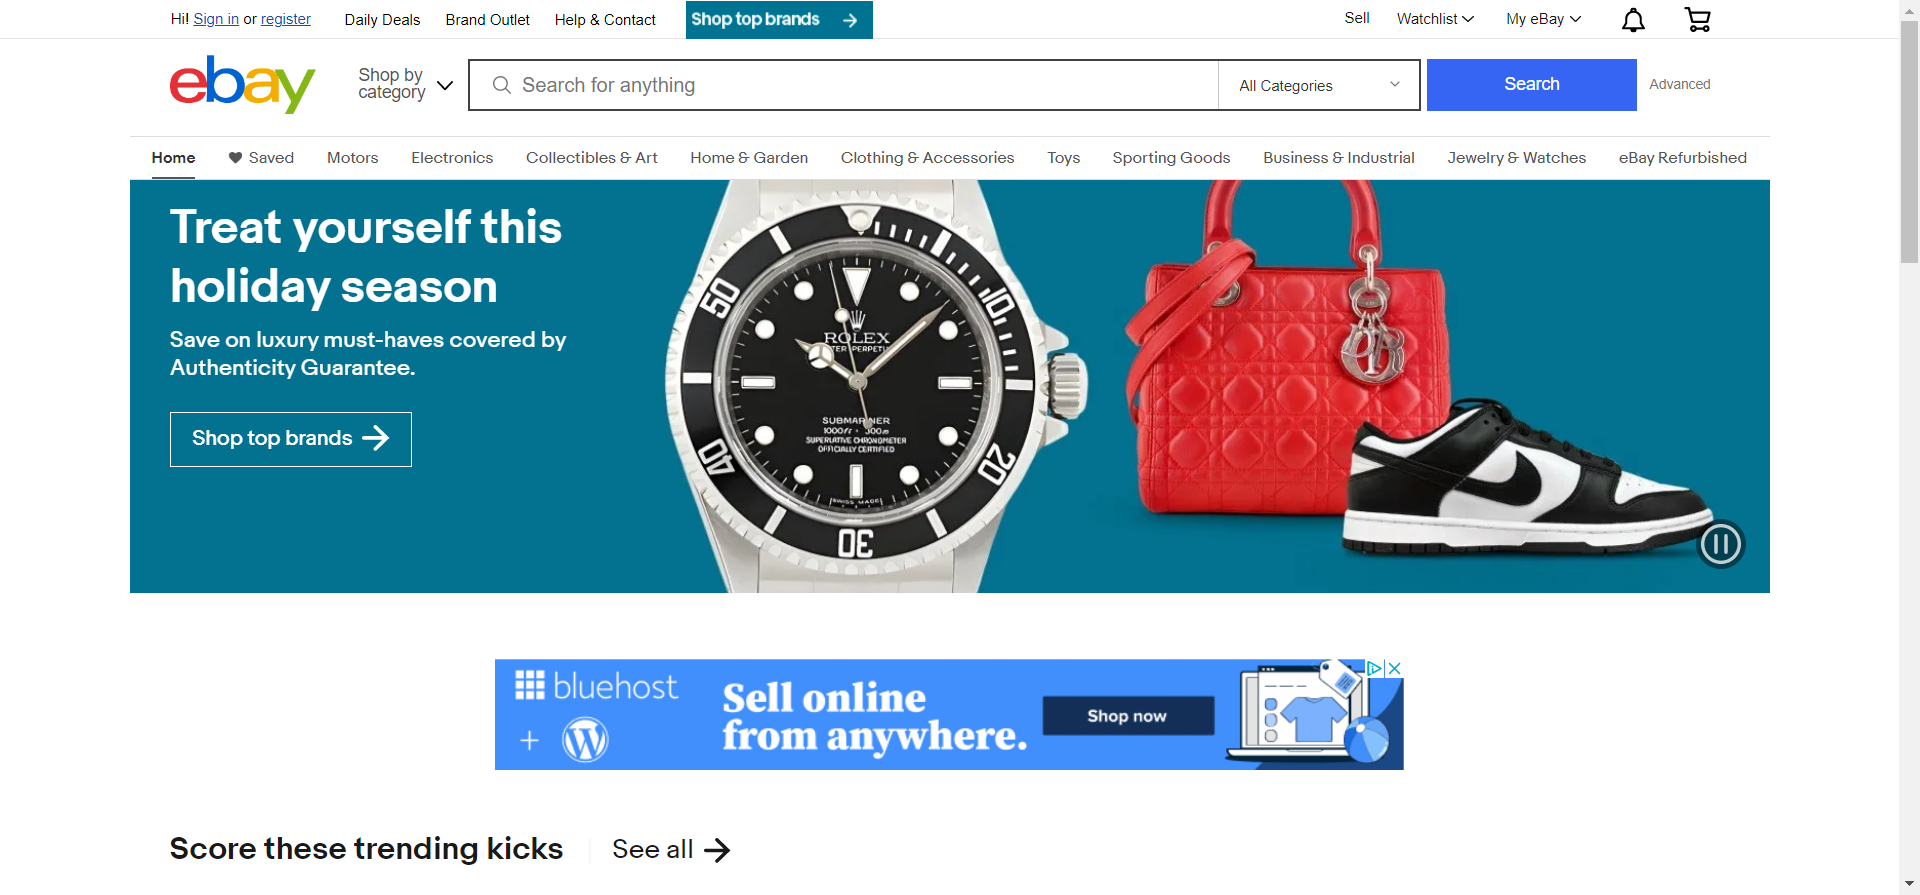 Hi! Sign in or register Daily Deals Brand Outlet Help & Contact Shop top brands Sell Watchlist My eBay
ebay Shop by category Search for anything All Categories Search Advanced
Home Saved Motors Electronics Collectibles & Art Home & Garden Clothing & Accessories Toys Sporting Goods Business & Industrial Jewelry & Watches eBay Refurbished
Treat yourself this
holiday season
Save on luxury must-haves covered by
Authenticity Guarantee.
Shop top brands
50
10
20
30
40
ROLEX
SUBMARINER
1000ft
SUPERLATIVE CHRONOMETER
OFFICIALLY CERTIFIED
SWISS MADE
bluehost
+ W
Sell online
from anywhere.
Shop now
Score these trending kicks See all